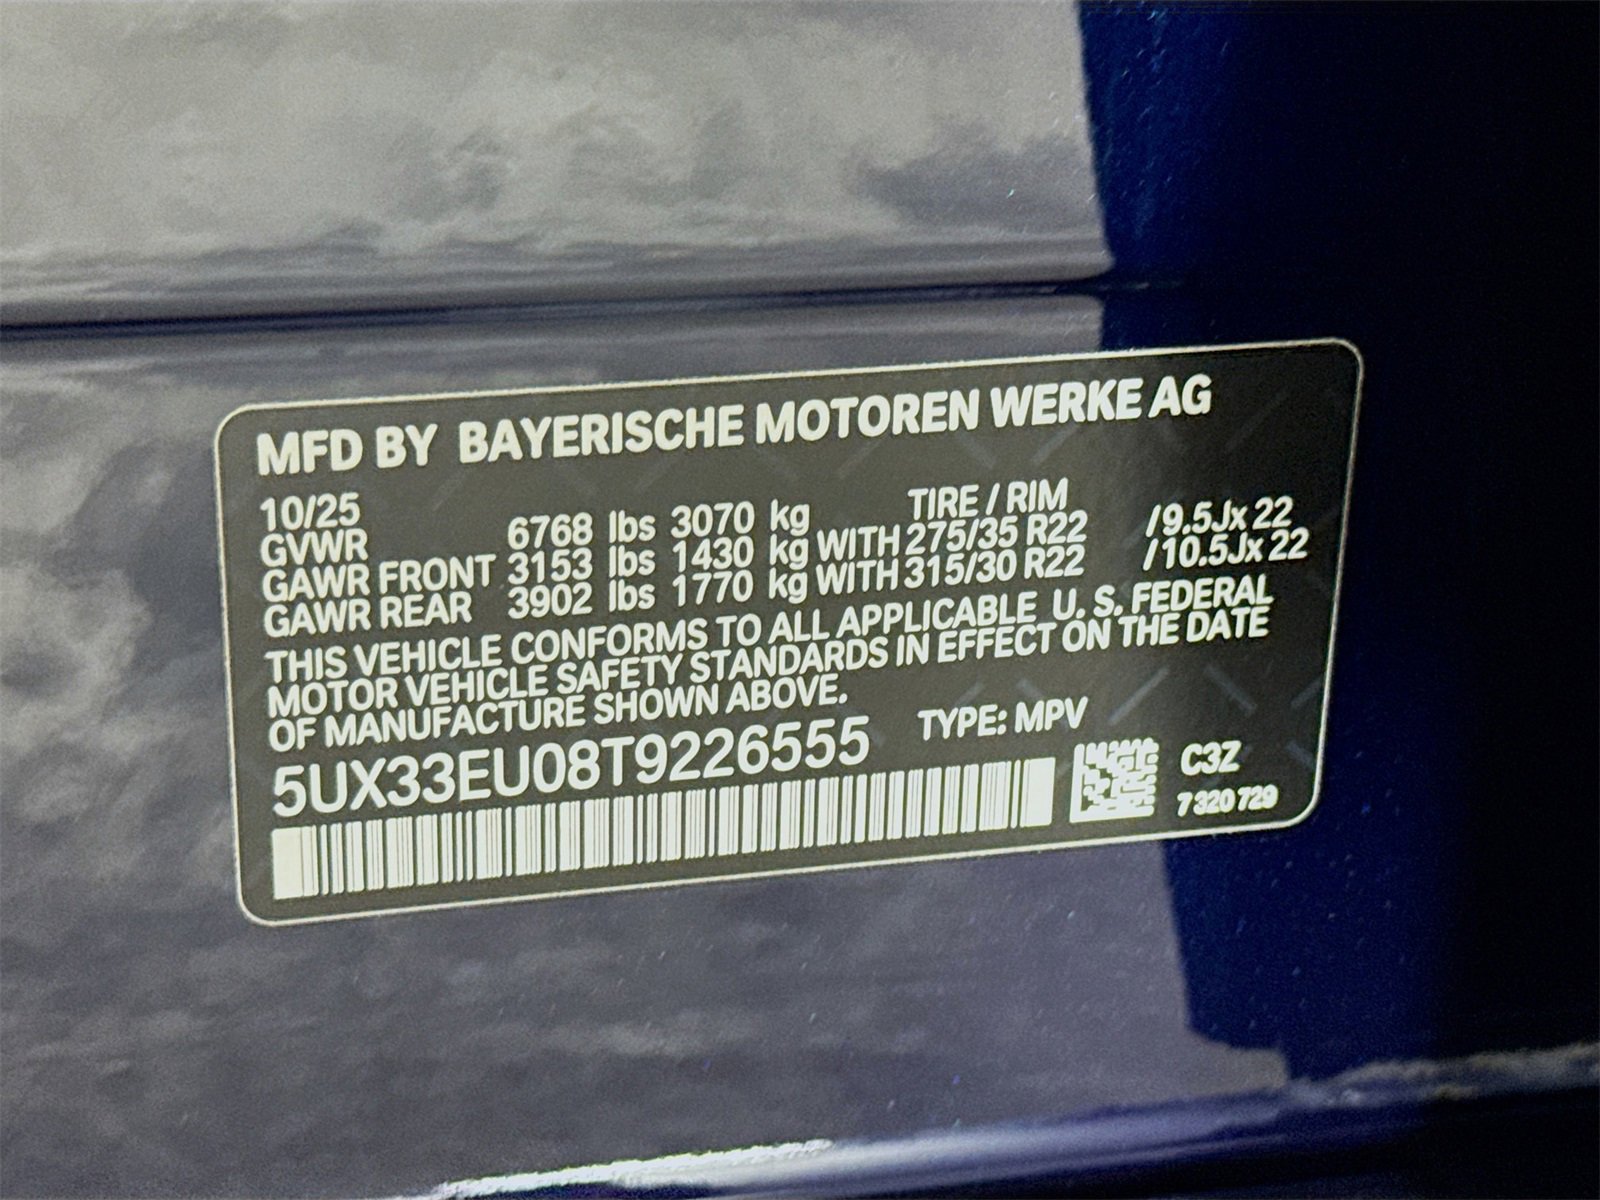 MFD BY BAYERISCHE MOTOREN WERKE AG
10/25 TIRE / RIM
GVWR 6768 lbs 3070 kg
GAWR FRONT 3153 lbs 1430 kg WITH 275/35 R22 /9.5Jx 22
GAWR REAR 3902 lbs 1770 kg WITH 315/30 R22 /10.5Jx 22
THIS VEHICLE CONFORMS TO ALL APPLICABLE U. S. FEDERAL
MOTOR VEHICLE SAFETY STANDARDS IN EFFECT ON THE DATE
OF MANUFACTURE SHOWN ABOVE.
5UX33EU08T9226555 TYPE: MPV
C3Z
7 320 729